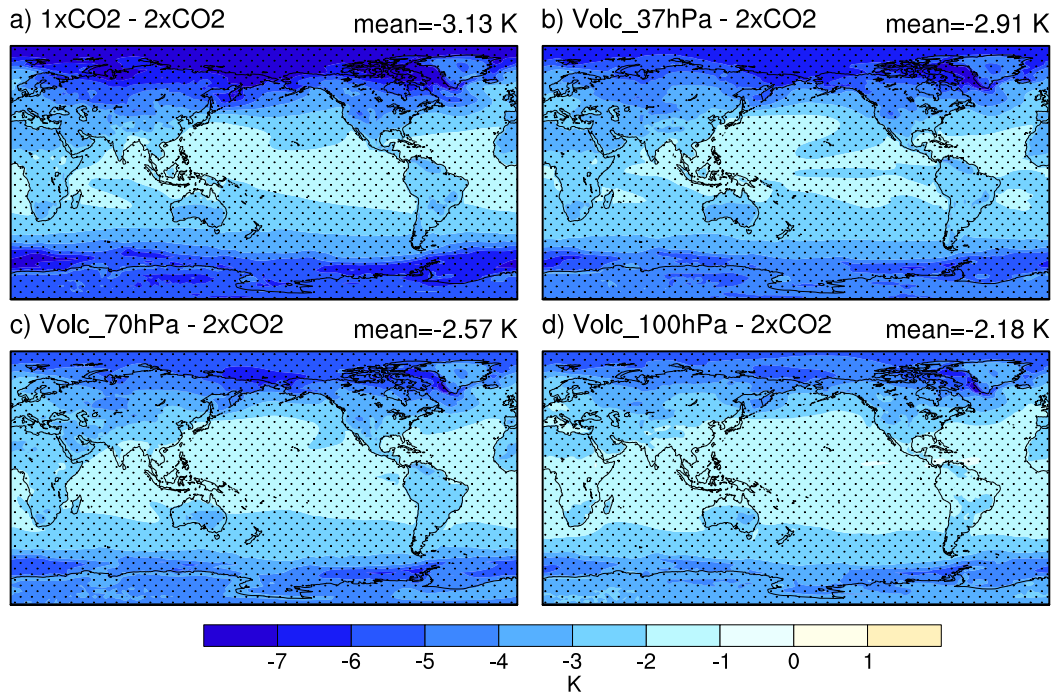 a) 1xCO2 - 2xCO2 mean=-3.13 K
b) Volc_37hPa - 2xCO2 mean=-2.91 K
c) Volc_70hPa - 2xCO2 mean=-2.57 K
d) Volc_100hPa - 2xCO2 mean=-2.18 K
-7 -6 -5 -4 -3 -2 -1 0 1
K